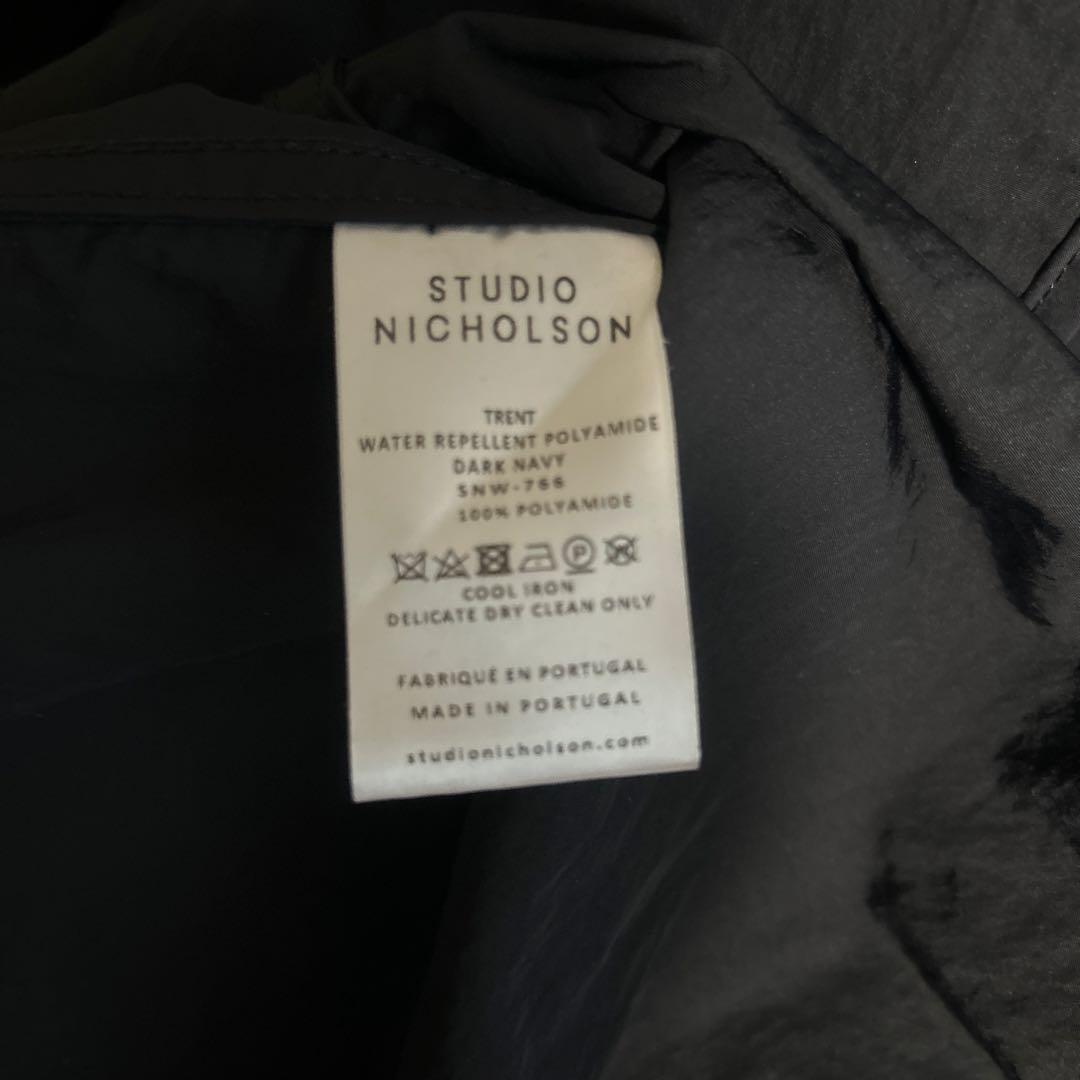 STUDIO
NICHOLSON
TRENT
WATER REPELLENT POLYAMIDE
DARK NAVY
SNW-766
100% POLYAMIDE
P
COOL IRON
DELICATE DRY CLEAN ONLY
FABRIQUÉ EN PORTUGAL
MADE IN PORTUGAL
studionicholson.com